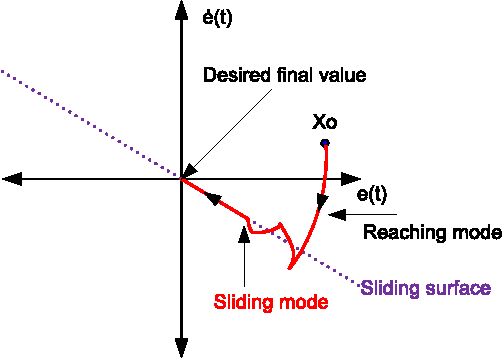 ė(t)
Desired final value
Xo
e(t)
Reaching mode
Sliding surface
Sliding mode